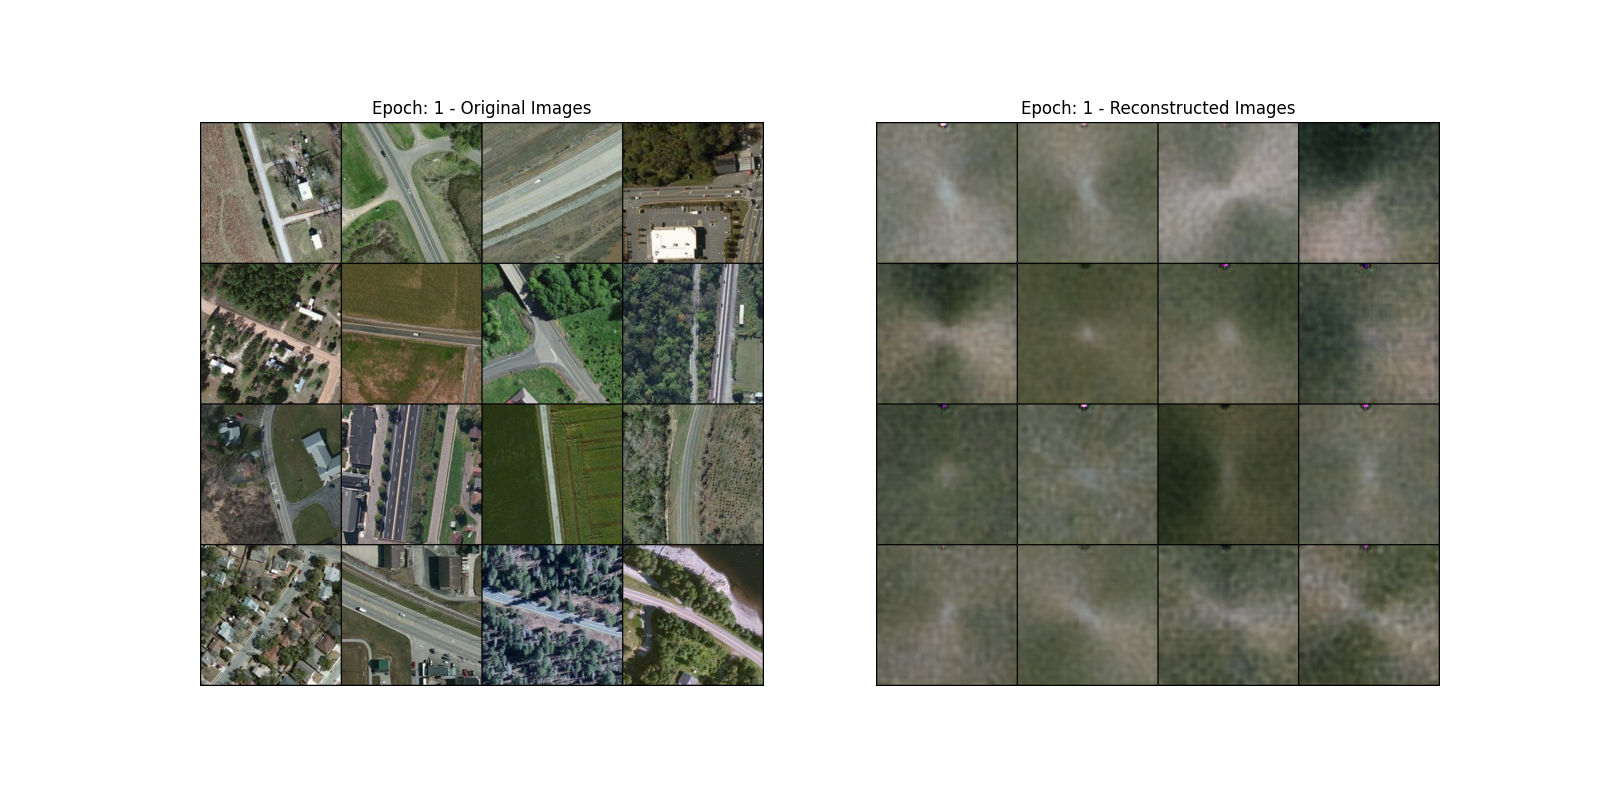 Epoch: 1 - Original Images
Epoch: 1 - Reconstructed Images